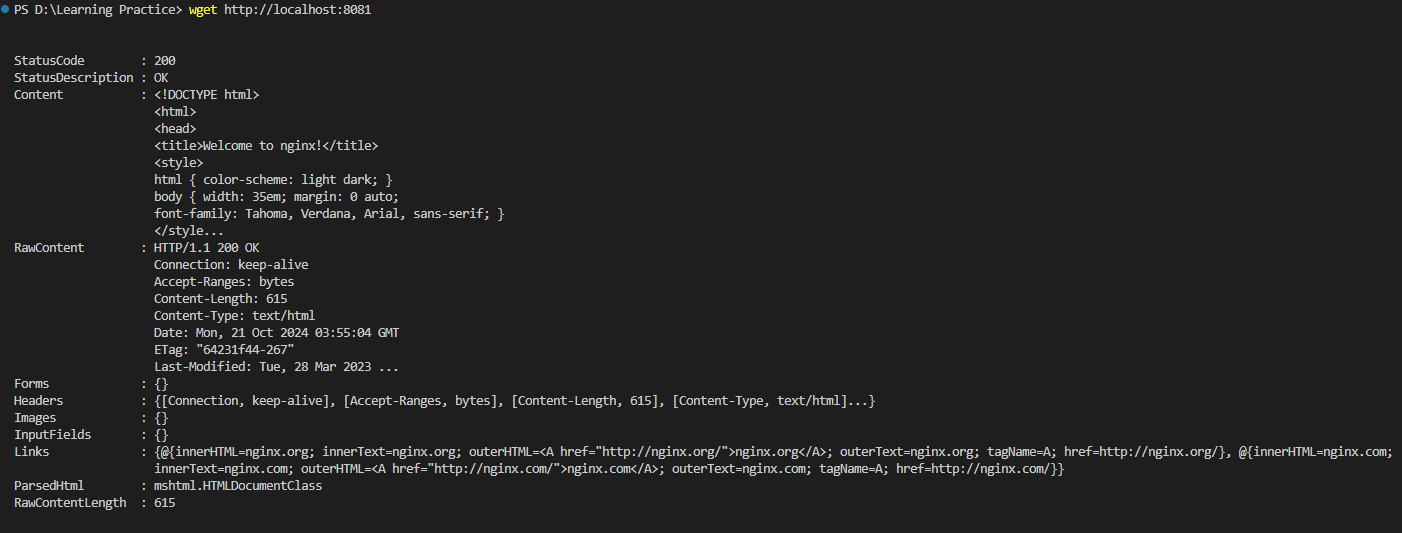 PS D:\Learning Practice> wget http://localhost:8081
StatusCode        : 200
StatusDescription : OK
Content           : <!DOCTYPE html>
                    <html>
                    <head>
                    <title>Welcome to nginx!</title>
                    <style>
                    html { color-scheme: light dark; }
                    body { width: 35em; margin: 0 auto;
                    font-family: Tahoma, Verdana, Arial, sans-serif; }
                    </style...
RawContent        : HTTP/1.1 200 OK
                    Connection: keep-alive
                    Accept-Ranges: bytes
                    Content-Length: 615
                    Content-Type: text/html
                    Date: Mon, 21 Oct 2024 03:55:04 GMT
                    ETag: "64231f44-267"
                    Last-Modified: Tue, 28 Mar 2023 ...
Forms             : {}
Headers           : {[Connection, keep-alive], [Accept-Ranges, bytes], [Content-Length, 615], [Content-Type, text/html]...}
Images            : {}
InputFields       : {}
Links             : {@{innerHTML=nginx.org; innerText=nginx.org; outerHTML=<A href="http://nginx.org/">nginx.org</A>; outerText=nginx.org; tagName=A; href=http://nginx.org/}, @{innerHTML=nginx.com;
                    innerText=nginx.com; outerHTML=<A href="http://nginx.com/">nginx.com</A>; outerText=nginx.com; tagName=A; href=http://nginx.com/}}
ParsedHtml        : mshtml.HTMLDocumentClass
RawContentLength  : 615